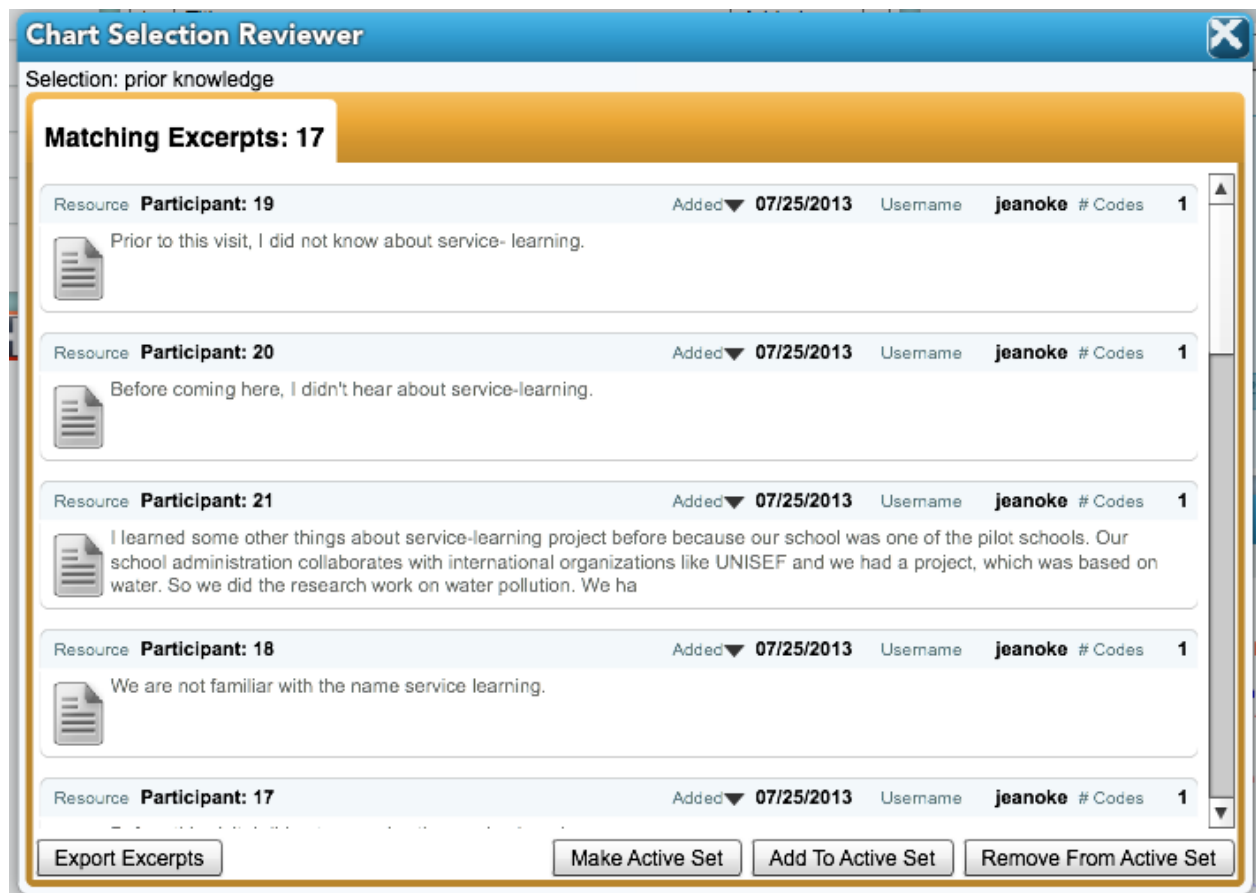 Chart Selection Reviewer
Selection: prior knowledge
Matching Excerpts: 17
Resource Participant: 19 Added 07/25/2013 Username jeanoke # Codes 1
Prior to this visit, I did not know about service- learning.
Resource Participant: 20 Added 07/25/2013 Username jeanoke # Codes 1
Before coming here, I didn't hear about service-learning.
Resource Participant: 21 Added 07/25/2013 Username jeanoke # Codes 1
I learned some other things about service-learning project before because our school was one of the pilot schools. Our
school administration collaborates with international organizations like UNISEF and we had a project, which was based on
water. So we did the research work on water pollution. We ha
Resource Participant: 18 Added 07/25/2013 Username jeanoke # Codes 1
We are not familiar with the name service learning.
Resource Participant: 17 Added 07/25/2013 Username jeanoke # Codes 1
Export Excerpts Make Active Set Add To Active Set Remove From Active Set